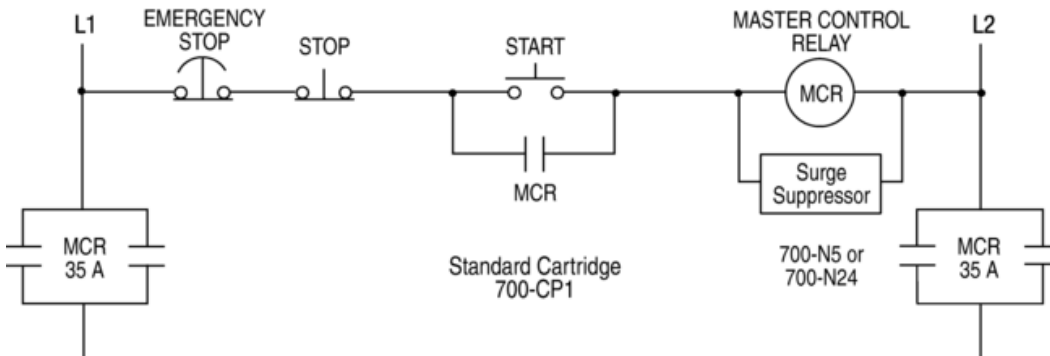 L1
EMERGENCY
STOP
STOP
START
MASTER CONTROL
RELAY
L2
MCR
MCR
Surge
Suppressor
MCR
35 A
Standard Cartridge
700-CP1
700-N5 or
700-N24
MCR
35 A